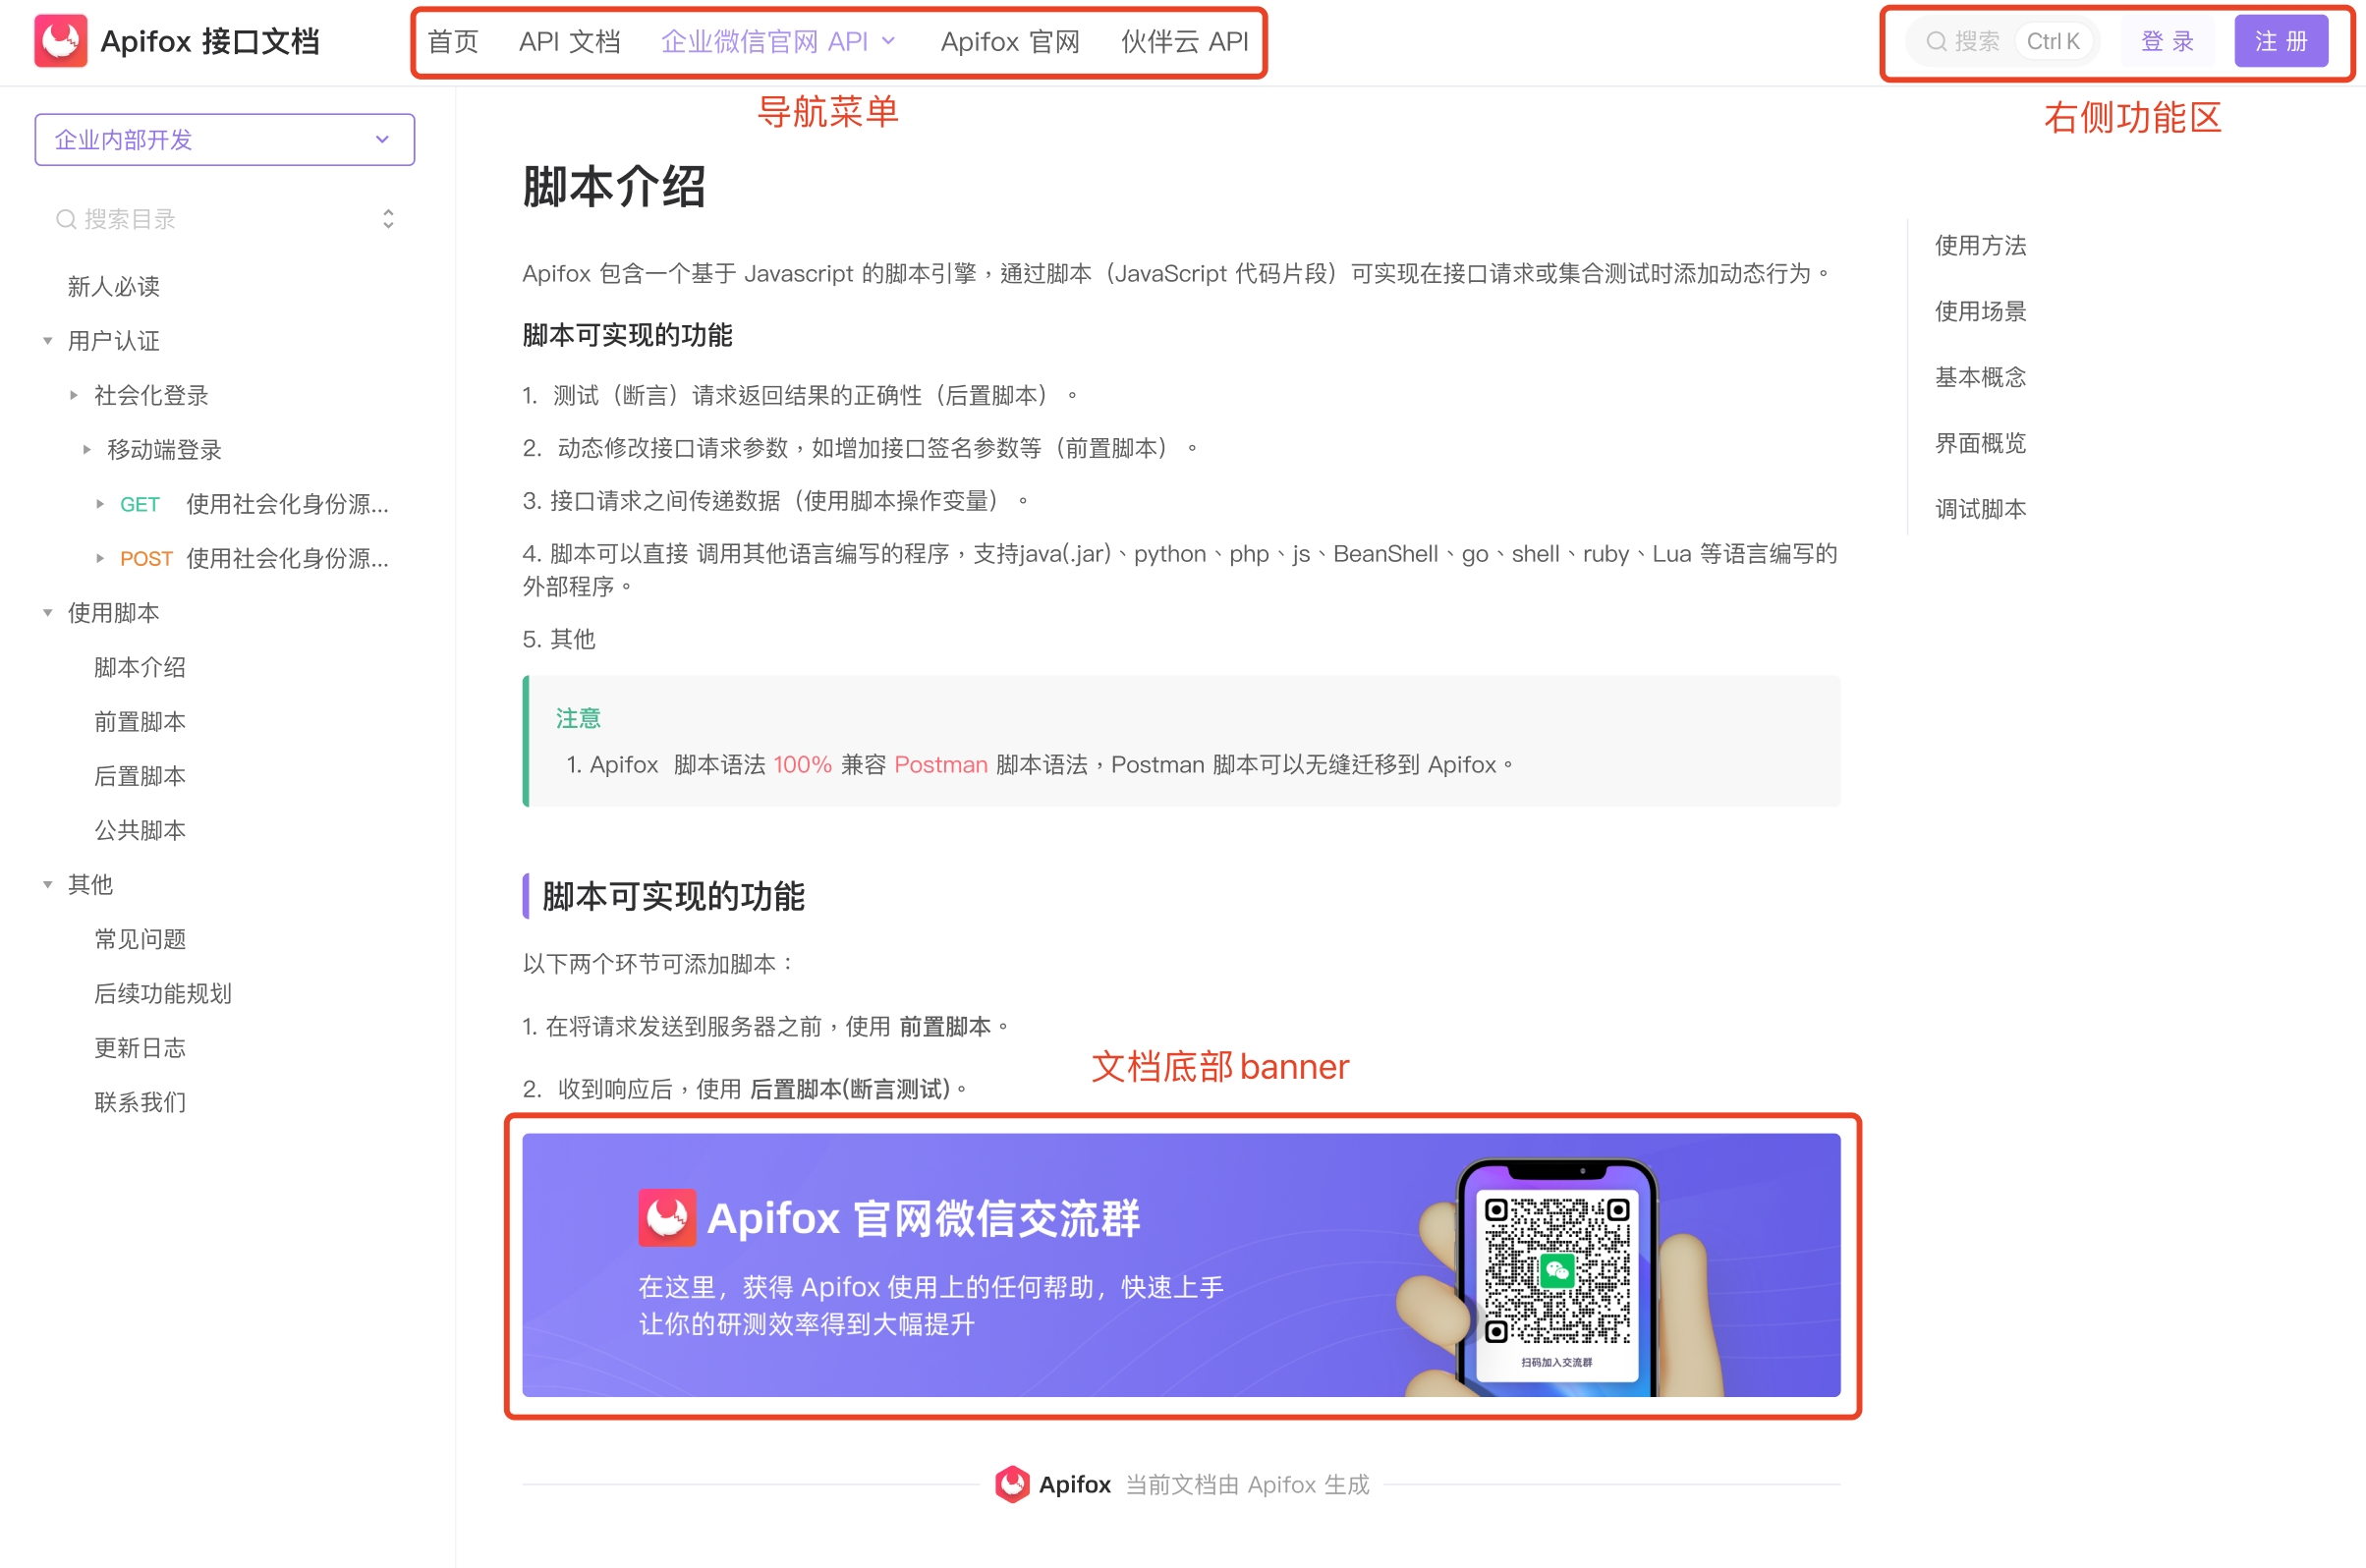 Apifox 接口文档
首页 API 文档 企业微信官网 API Apifox 官网 伙伴云 API
搜索 Ctrl K 登 录 注 册
导航菜单
右侧功能区
企业内部开发
搜索目录
新人必读
用户认证
社会化登录
移动端登录
GET 使用社会化身份源...
POST 使用社会化身份源...
使用脚本
脚本介绍
前置脚本
后置脚本
公共脚本
其他
常见问题
后续功能规划
更新日志
联系我们
脚本介绍
Apifox 包含一个基于 Javascript 的脚本引擎，通过脚本（JavaScript 代码片段）可实现在接口请求或集合测试时添加动态行为。
脚本可实现的功能
1. 测试（断言）请求返回结果的正确性（后置脚本）。
2. 动态修改接口请求参数，如增加接口签名参数等（前置脚本）。
3. 接口请求之间传递数据（使用脚本操作变量）。
4. 脚本可以直接 调用其他语言编写的程序，支持java(.jar)、python、php、js、BeanShell、go、shell、ruby、Lua 等语言编写的
外部程序。
5. 其他
注意
1. Apifox 脚本语法 100% 兼容 Postman 脚本语法，Postman 脚本可以无缝迁移到 Apifox。
脚本可实现的功能
以下两个环节可添加脚本：
1. 在将请求发送到服务器之前，使用 前置脚本。
2. 收到响应后，使用 后置脚本(断言测试)。
文档底部banner
Apifox 官网微信交流群
在这里，获得 Apifox 使用上的任何帮助，快速上手
让你的研测效率得到大幅提升
扫码加入交流群
Apifox 当前文档由 Apifox 生成
使用方法
使用场景
基本概念
界面概览
调试脚本